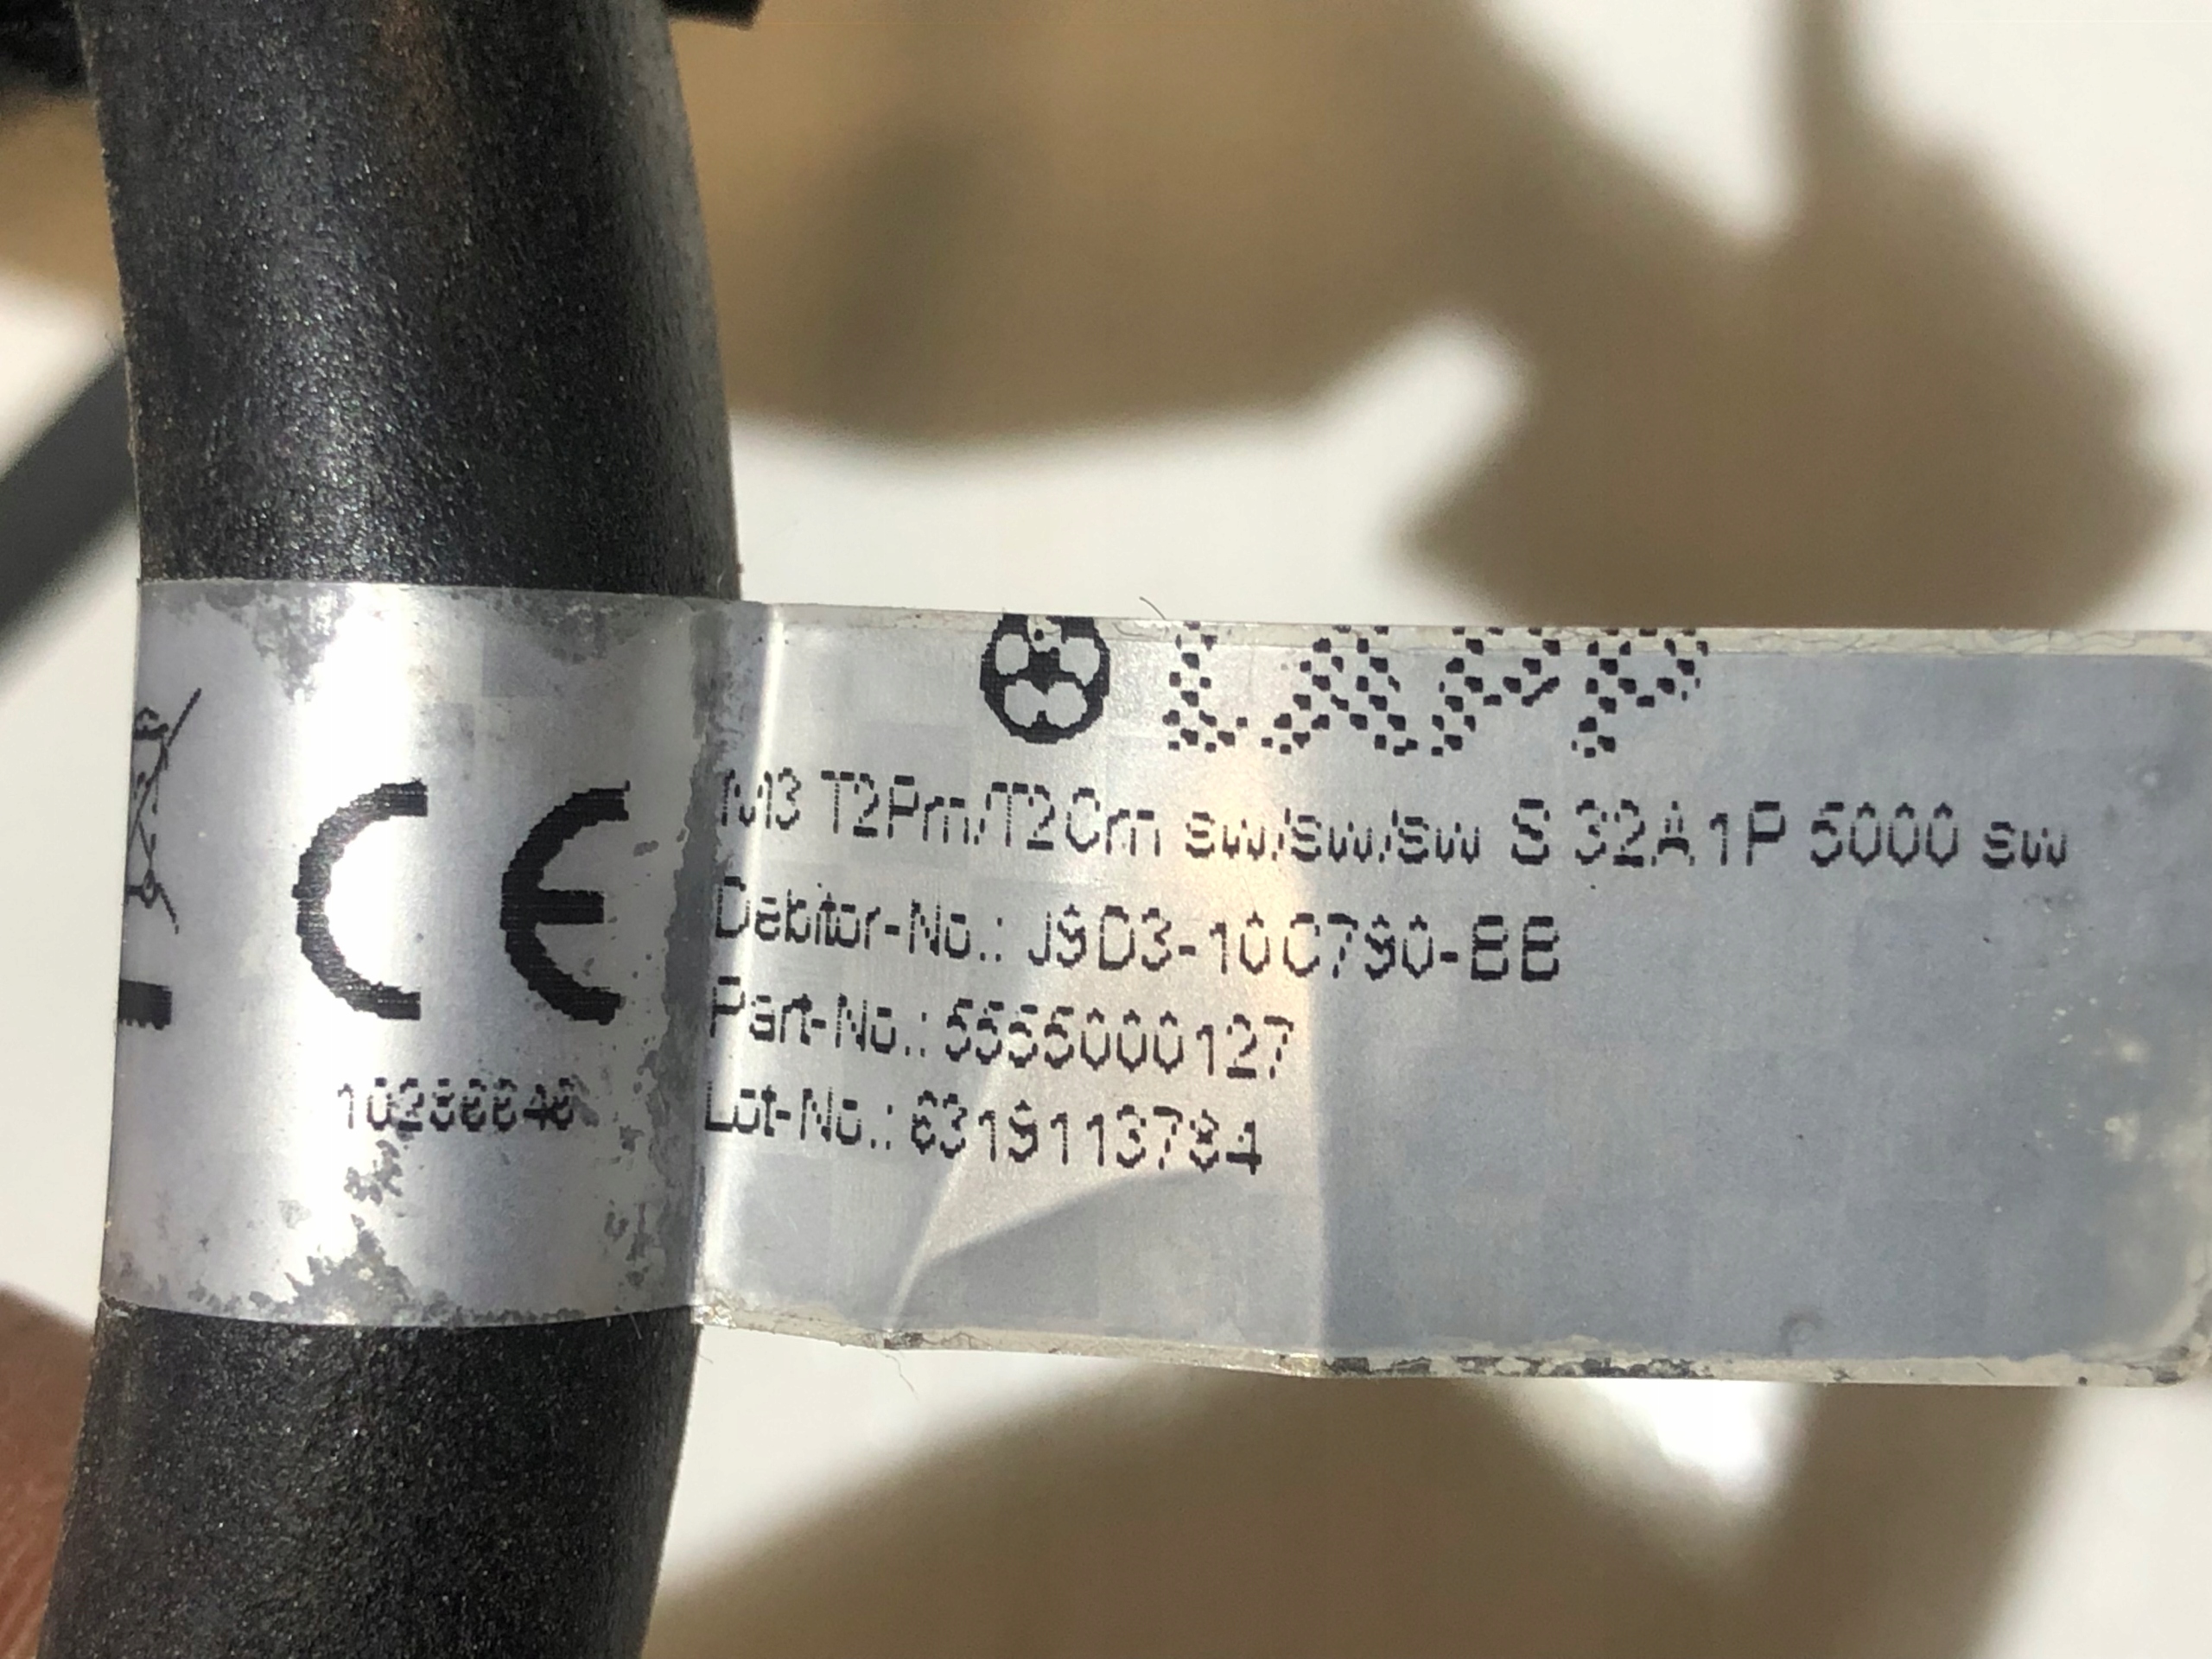 LAPP
M3 T2Pm/T2Cm sw/sw/sw S 32A1P 5000 sw
Debitor-No.: J9D3-10C790-BB
Part-No.: 5555000127
Lot-No.: 6319113784
CE